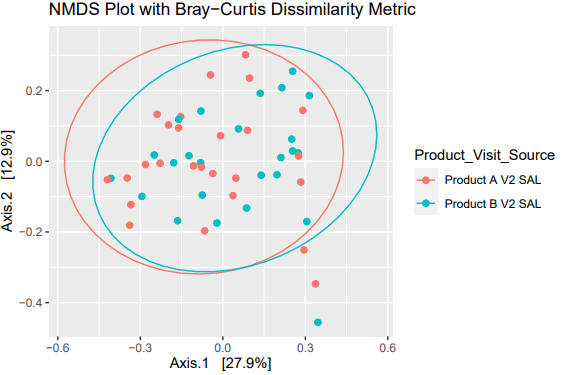 NMDS Plot with Bray−Curtis Dissimilarity Metric
Axis.2 [12.9%]
0.2
0.0
−0.2
−0.4
−0.6
−0.3
0.0
0.3
0.6
Axis.1 [27.9%]
Product_Visit_Source
Product A V2 SAL
Product B V2 SAL